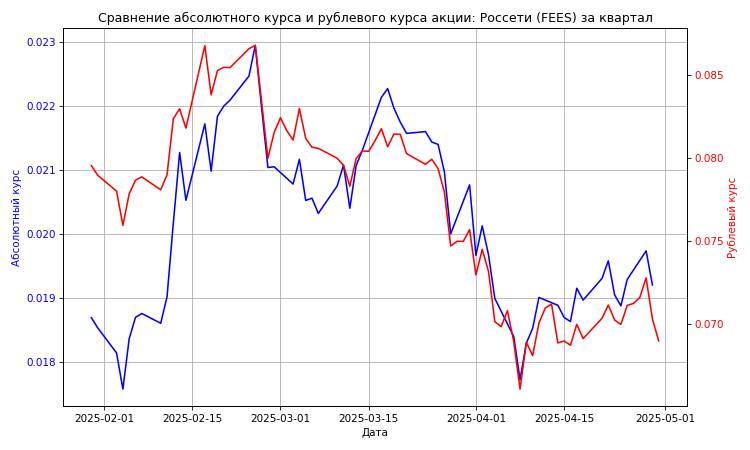 Сравнение абсолютного курса и рублевого курса акции: Россети (FEES) за квартал
Абсолютный курс
0.023
0.022
0.021
0.020
0.019
0.018
0.085
0.080
0.075
0.070
Рублевый курс
2025-02-01 2025-02-15 2025-03-01 2025-03-15 2025-04-01 2025-04-15 2025-05-01
Дата